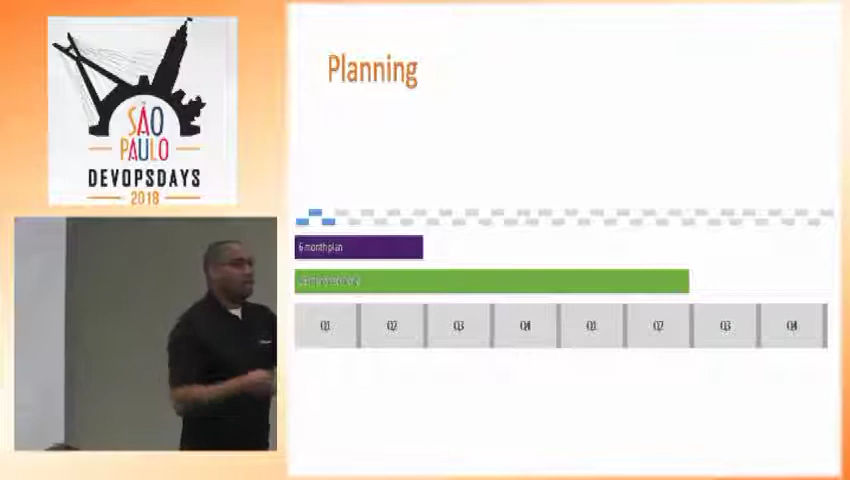 SÃO
PAULO
DEVOPSDAYS
2018
Planning
6 month plan
Q1 Q2 Q3 Q4 Q1 Q2 Q3 Q4